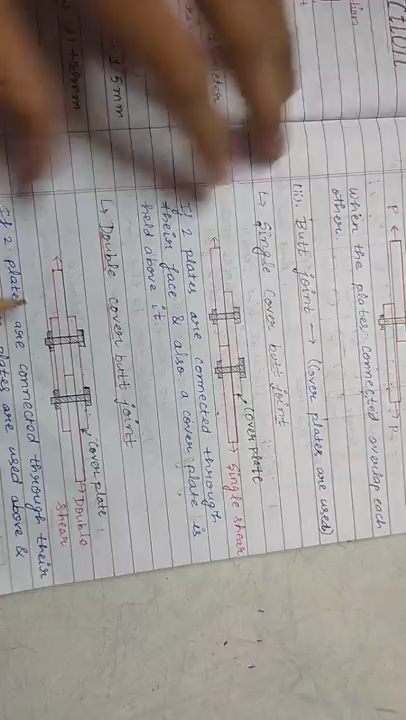 ction
5mm
P
When the plates connected overlap each
other.
P
(ii). Butt joint → (Cover plates are used)
↳ Single cover butt joint
Cover plate
Single shear
If 2 plates are connected through
their face & also a cover plate is
held above it.
↳ Double cover butt joint
Cover plate
Double
shear
If 2 plates are connected through their
plates are used above &